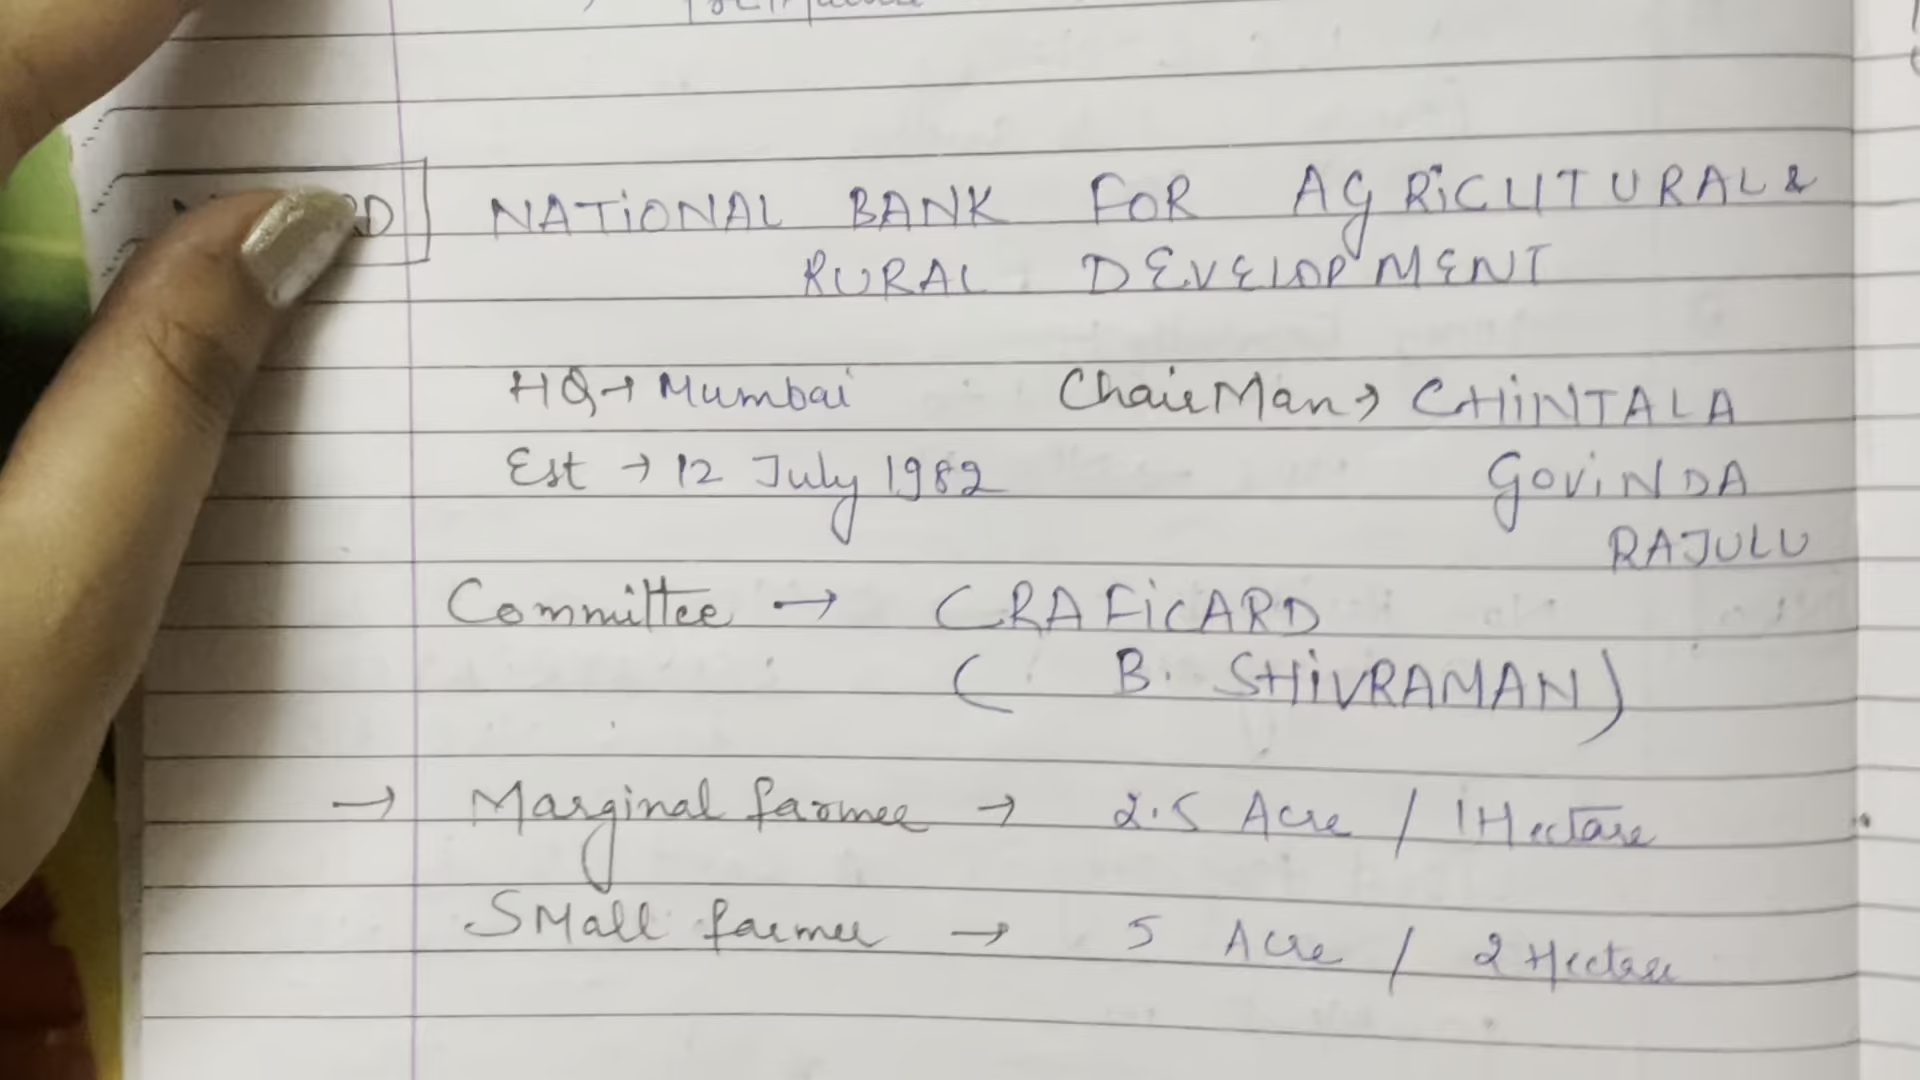 NATIONAL BANK FOR AGRICUTURAL &
RURAL DEVELOPMENT
HQ → Mumbai ChairMan → CHINTALA
Est → 12 July 1982 GOVINDA
RAJULU
Committee → CRAFICARD
( B. SHIVRAMAN)
→ Marginal farmer → 2.5 Acre / 1 Hectare
Small farmer → 5 Acre / 2 Hectare